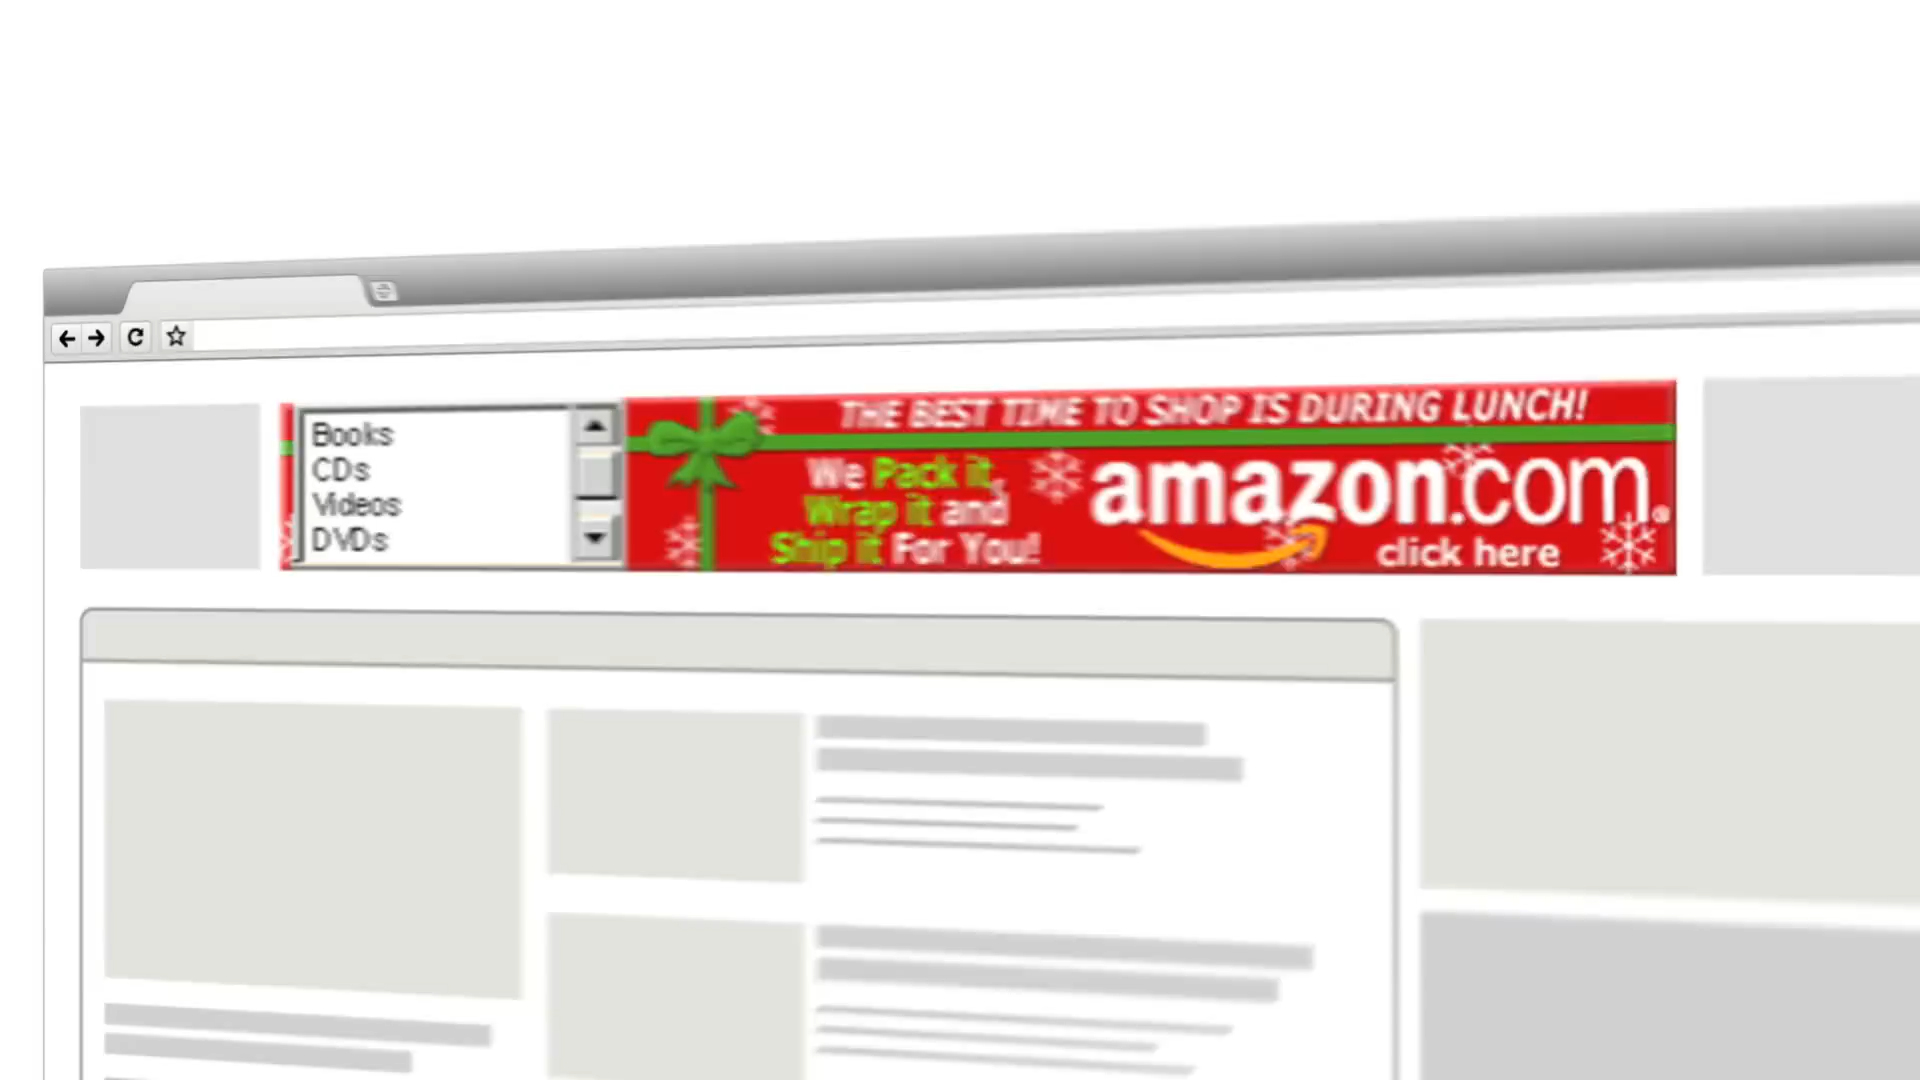 Books
CDs
Videos
DVDs
THE BEST TIME TO SHOP IS DURING LUNCH!
We Pack it,
Wrap it and
Ship it For You!
amazon.com®
click here